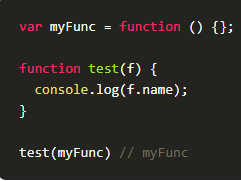 var myFunc = function () {};
function test(f) {
  console.log(f.name);
}
test(myFunc) // myFunc